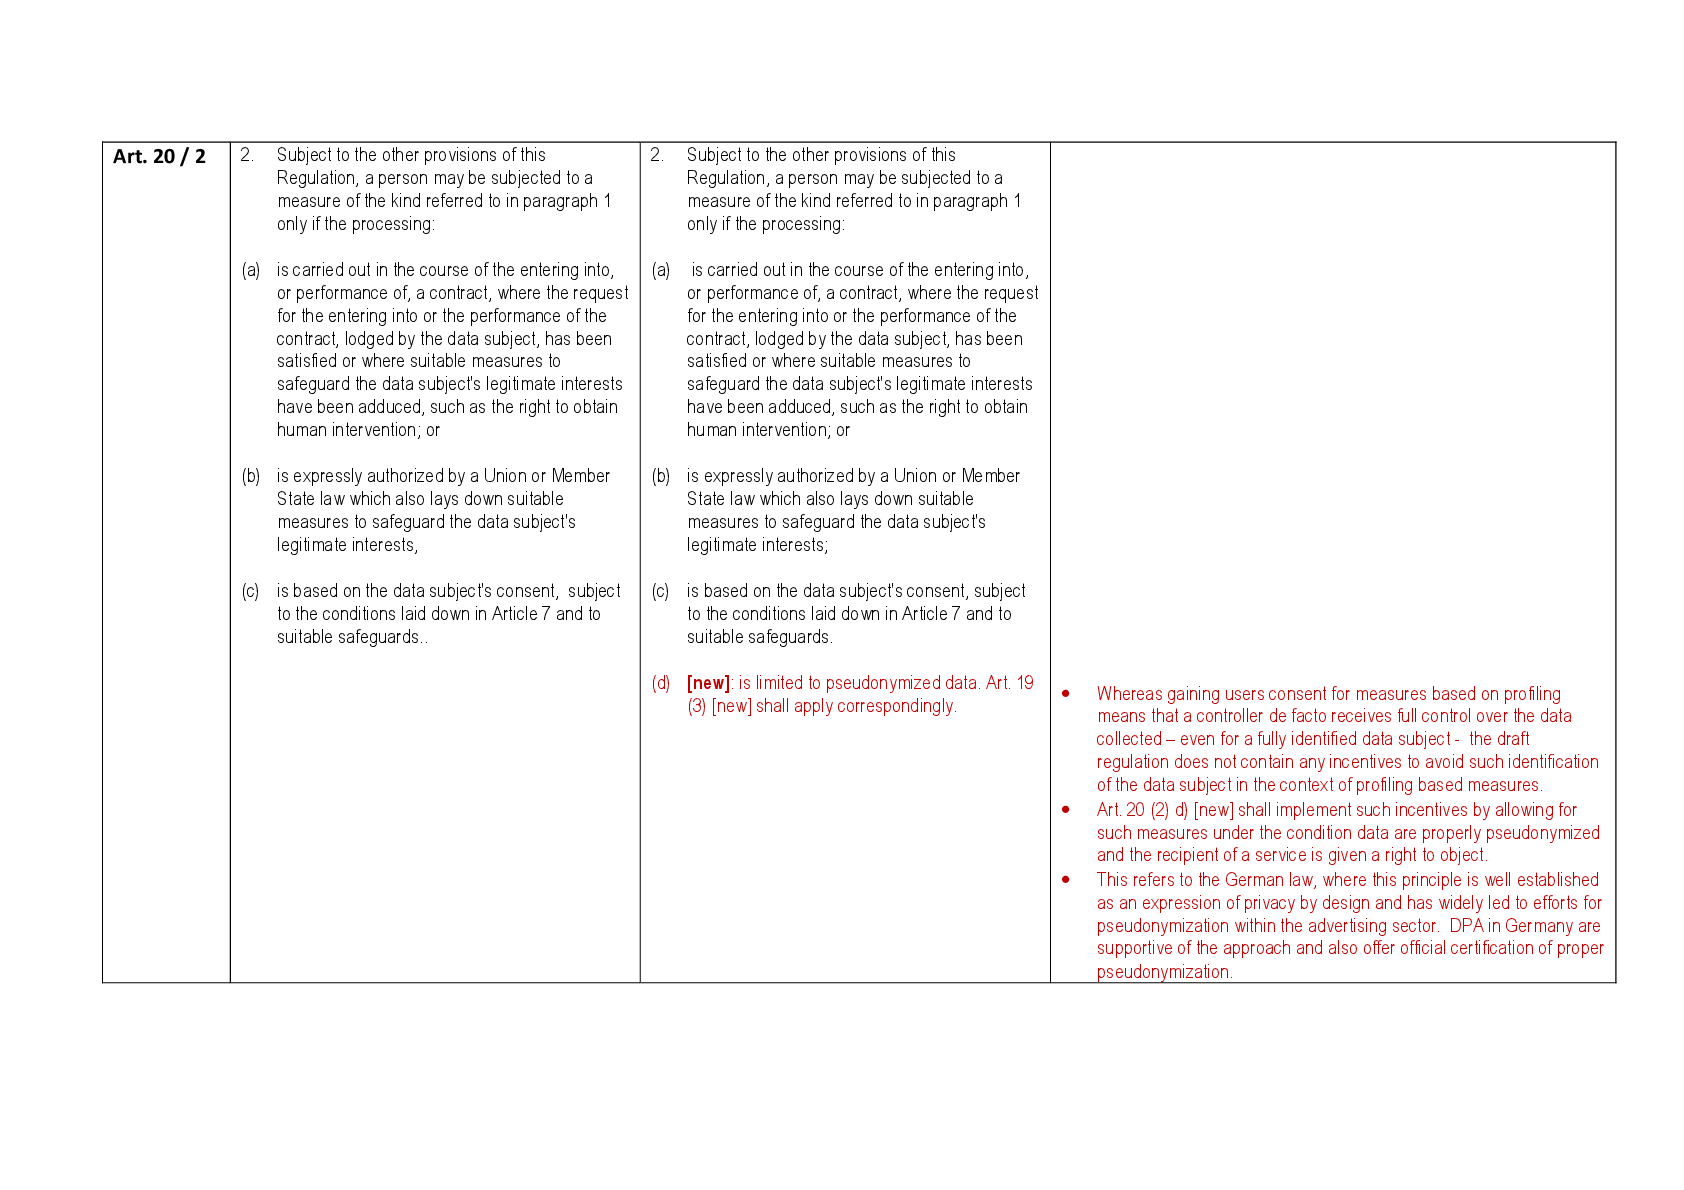 Art. 20 / 2
2. Subject to the other provisions of this
Regulation, a person may be subjected to a
measure of the kind referred to in paragraph 1
only if the processing:
(a) is carried out in the course of the entering into,
or performance of, a contract, where the request
for the entering into or the performance of the
contract, lodged by the data subject, has been
satisfied or where suitable measures to
safeguard the data subject's legitimate interests
have been adduced, such as the right to obtain
human intervention; or
(b) is expressly authorized by a Union or Member
State law which also lays down suitable
measures to safeguard the data subject's
legitimate interests,
(c) is based on the data subject's consent,  subject
to the conditions laid down in Article 7 and to
suitable safeguards..
2. Subject to the other provisions of this
Regulation, a person may be subjected to a
measure of the kind referred to in paragraph 1
only if the processing:
(a) is carried out in the course of the entering into,
or performance of, a contract, where the request
for the entering into or the performance of the
contract, lodged by the data subject, has been
satisfied or where suitable measures to
safeguard the data subject's legitimate interests
have been adduced, such as the right to obtain
human intervention; or
(b) is expressly authorized by a Union or Member
State law which also lays down suitable
measures to safeguard the data subject's
legitimate interests;
(c) is based on the data subject's consent, subject
to the conditions laid down in Article 7 and to
suitable safeguards.
(d) [new]: is limited to pseudonymized data. Art. 19
(3) [new] shall apply correspondingly.
• Whereas gaining users consent for measures based on profiling
means that a controller de facto receives full control over the data
collected – even for a fully identified data subject -  the draft
regulation does not contain any incentives to avoid such identification
of the data subject in the context of profiling based measures.
• Art. 20 (2) d) [new] shall implement such incentives by allowing for
such measures under the condition data are properly pseudonymized
and the recipient of a service is given a right to object.
• This refers to the German law, where this principle is well established
as an expression of privacy by design and has widely led to efforts for
pseudonymization within the advertising sector.  DPA in Germany are
supportive of the approach and also offer official certification of proper
pseudonymization.